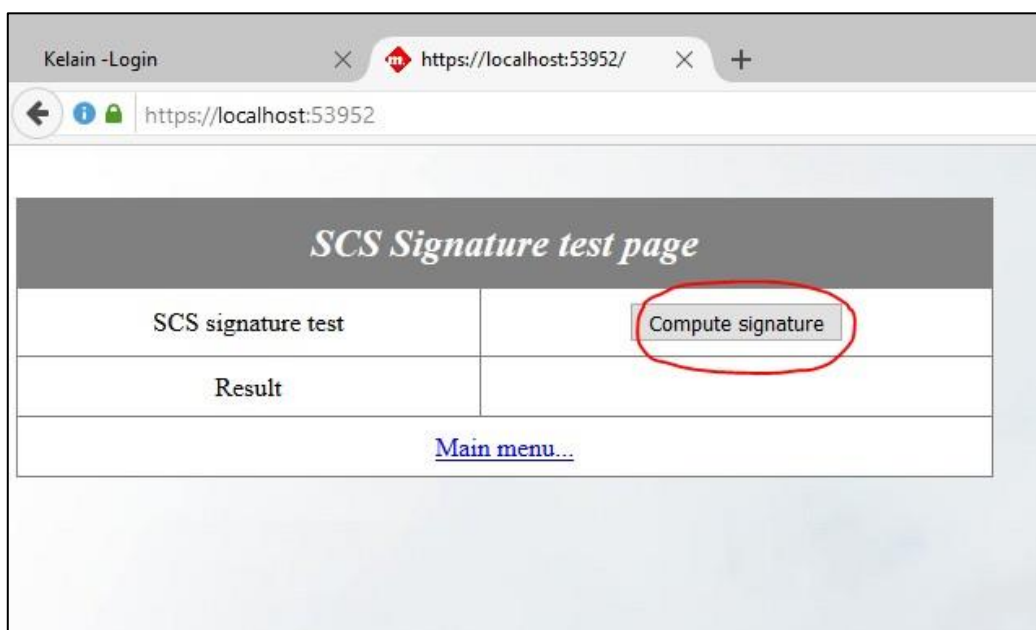 Kelain -Login
https://localhost:53952/
https://localhost:53952
SCS Signature test page
SCS signature test
Compute signature
Result
Main menu...